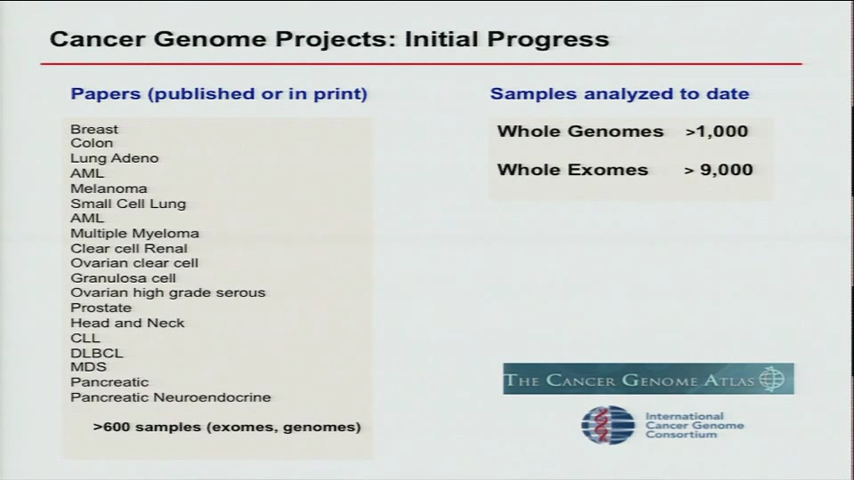 Cancer Genome Projects: Initial Progress
Papers (published or in print)
Breast
Colon
Lung Adeno
AML
Melanoma
Small Cell Lung
AML
Multiple Myeloma
Clear cell Renal
Ovarian clear cell
Granulosa cell
Ovarian high grade serous
Prostate
Head and Neck
CLL
DLBCL
MDS
Pancreatic
Pancreatic Neuroendocrine
>600 samples (exomes, genomes)
Samples analyzed to date
Whole Genomes >1,000
Whole Exomes > 9,000
THE CANCER GENOME ATLAS
International
Cancer Genome
Consortium